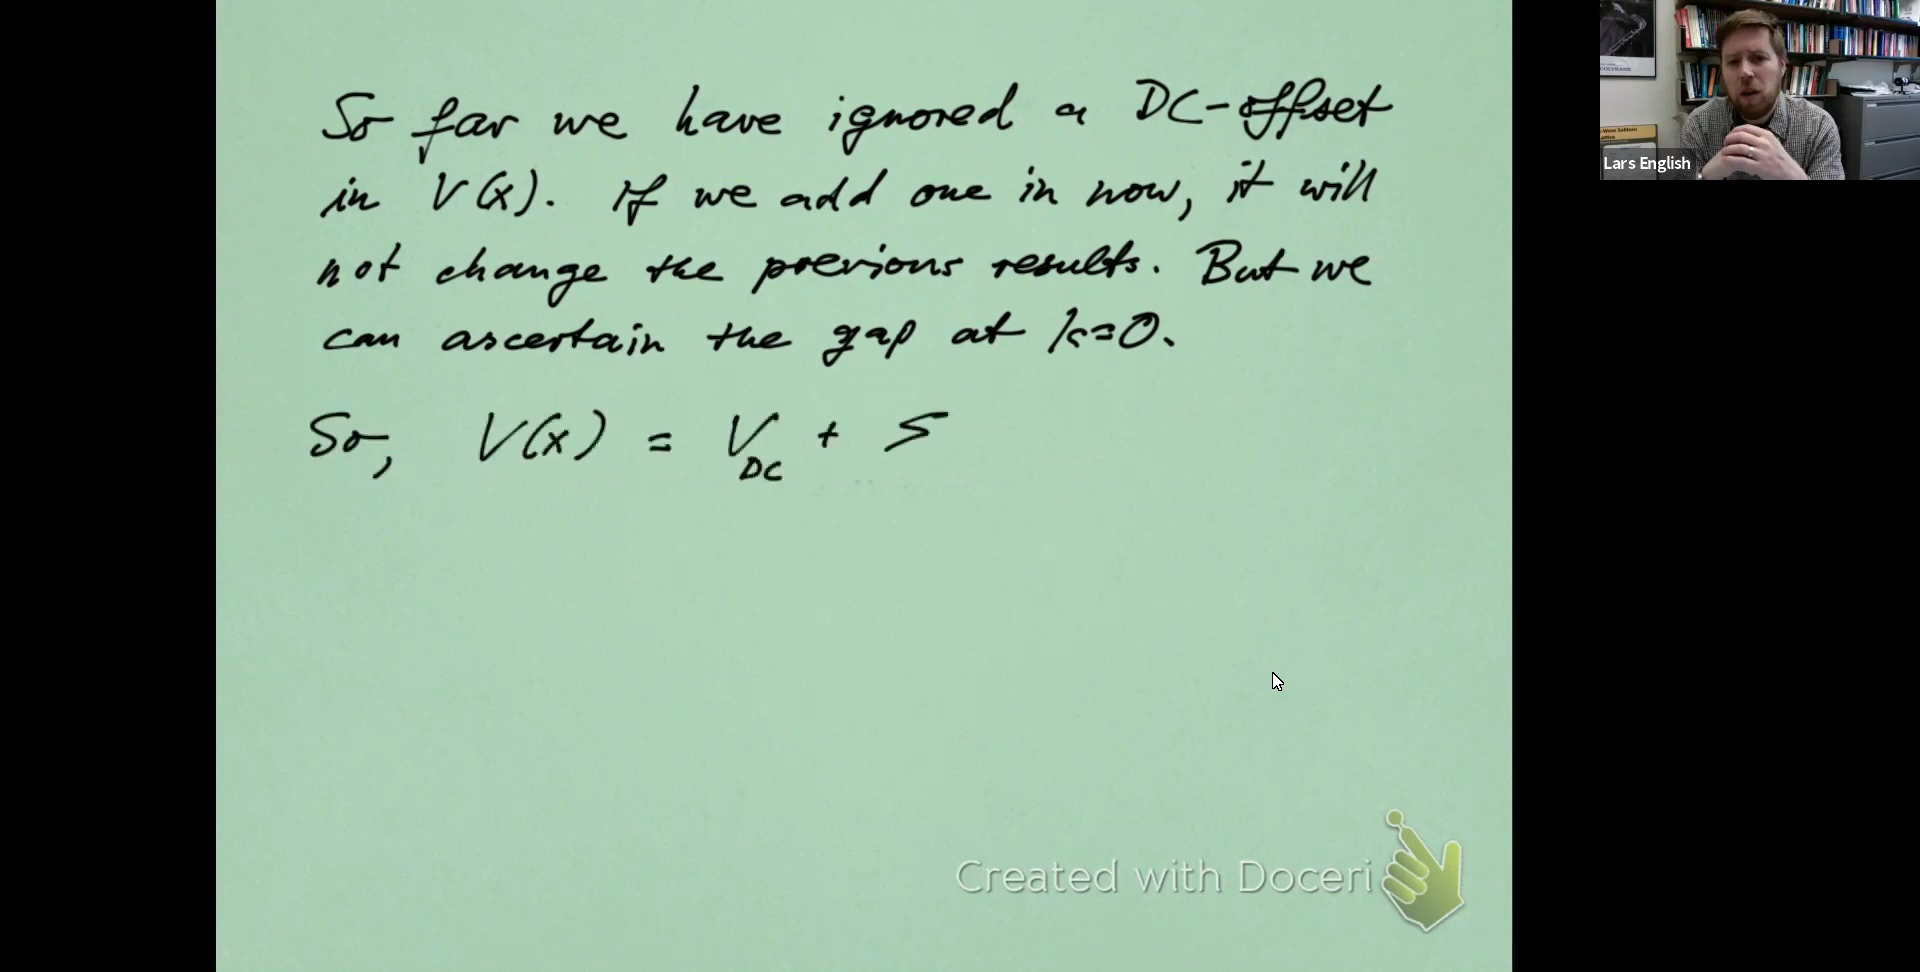 So far we have ignored a DC-offset
in V(x). If we add one in now, it will
not change the previous results. But we
can ascertain the gap at k=0.
So, V(x) = V_DC + Σ
Created with Doceri
Lars English